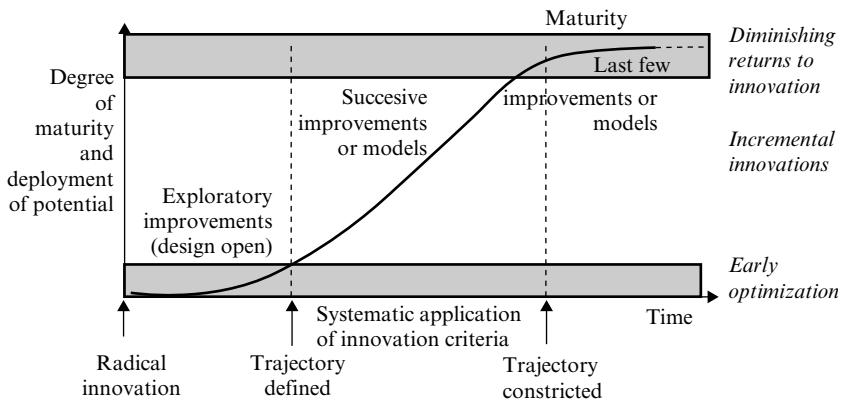 Maturity
Degree
of
maturity
and
deployment
of potential
Diminishing
returns to
innovation
Last few
improvements or
models
Succesive
improvements
or models
Incremental
innovations
Exploratory
improvements
(design open)
Early
optimization
Systematic application
of innovation criteria
Time
Radical
innovation
Trajectory
defined
Trajectory
constricted